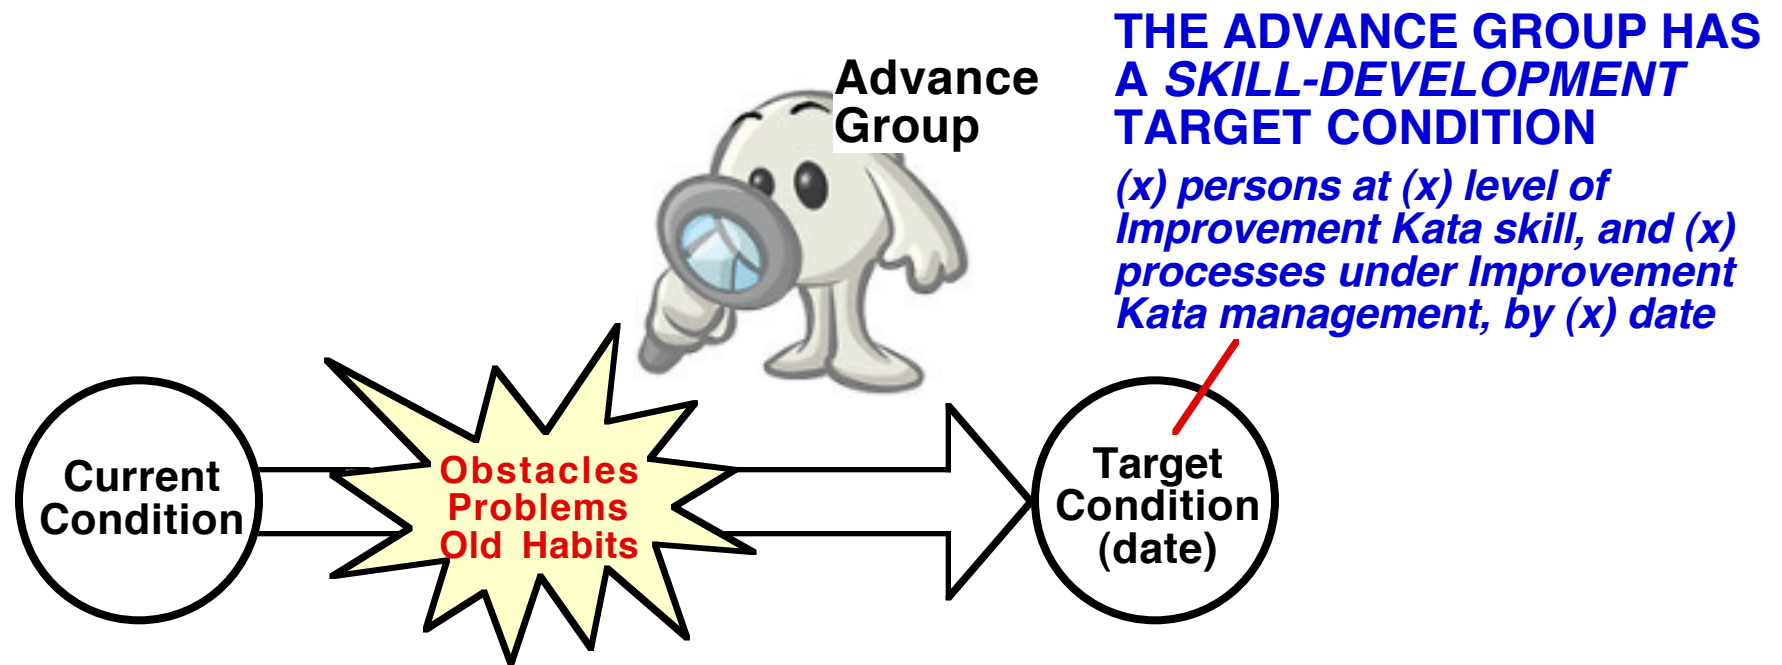 THE ADVANCE GROUP HAS
A SKILL-DEVELOPMENT
TARGET CONDITION
(x) persons at (x) level of
Improvement Kata skill, and (x)
processes under Improvement
Kata management, by (x) date
Advance
Group
Current
Condition
Obstacles
Problems
Old Habits
Target
Condition
(date)